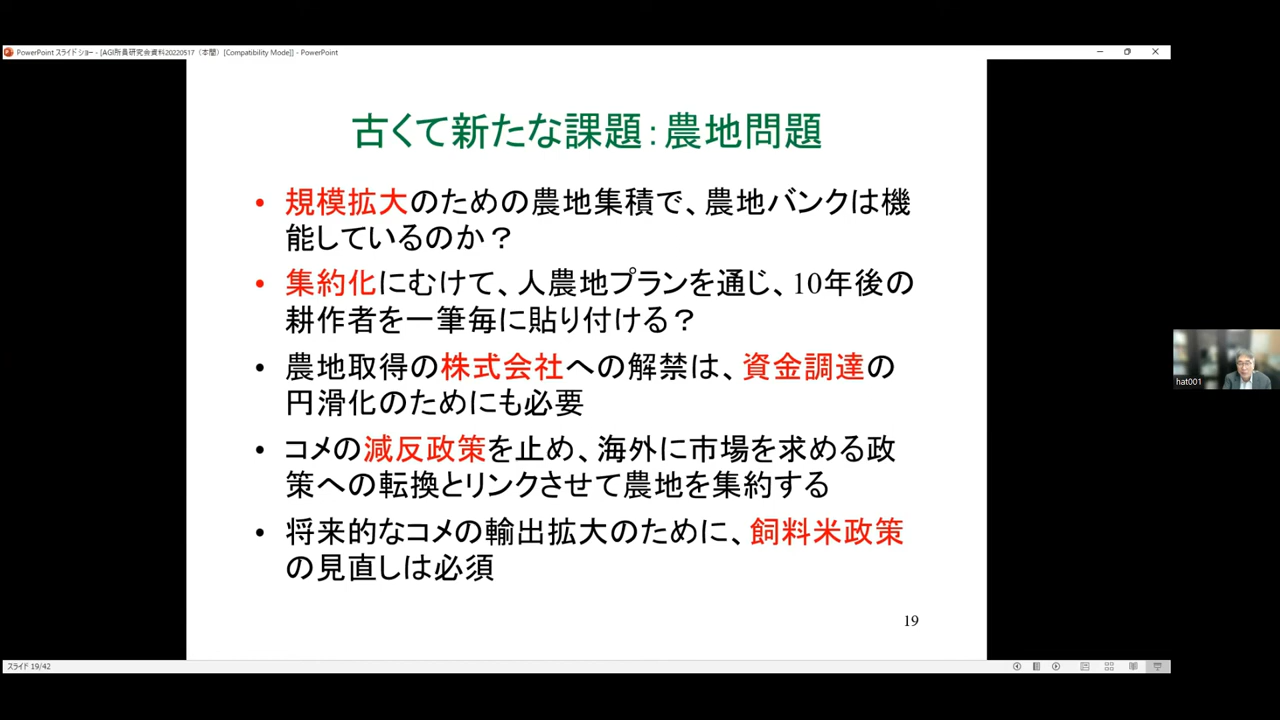 PowerPoint スライド ショー - [AGI所員研究会資料20220517（本間） [Compatibility Mode]] - PowerPoint
古くて新たな課題：農地問題
• 規模拡大のための農地集積で、農地バンクは機
能しているのか？
• 集約化にむけて、人農地プランを通じ、10年後の
耕作者を一筆毎に貼り付ける？
• 農地取得の株式会社への解禁は、資金調達の
円滑化のためにも必要
• コメの減反政策を止め、海外に市場を求める政
策への転換とリンクさせて農地を集約する
• 将来的なコメの輸出拡大のために、飼料米政策
の見直しは必須
19
hat001
スライド 19/42